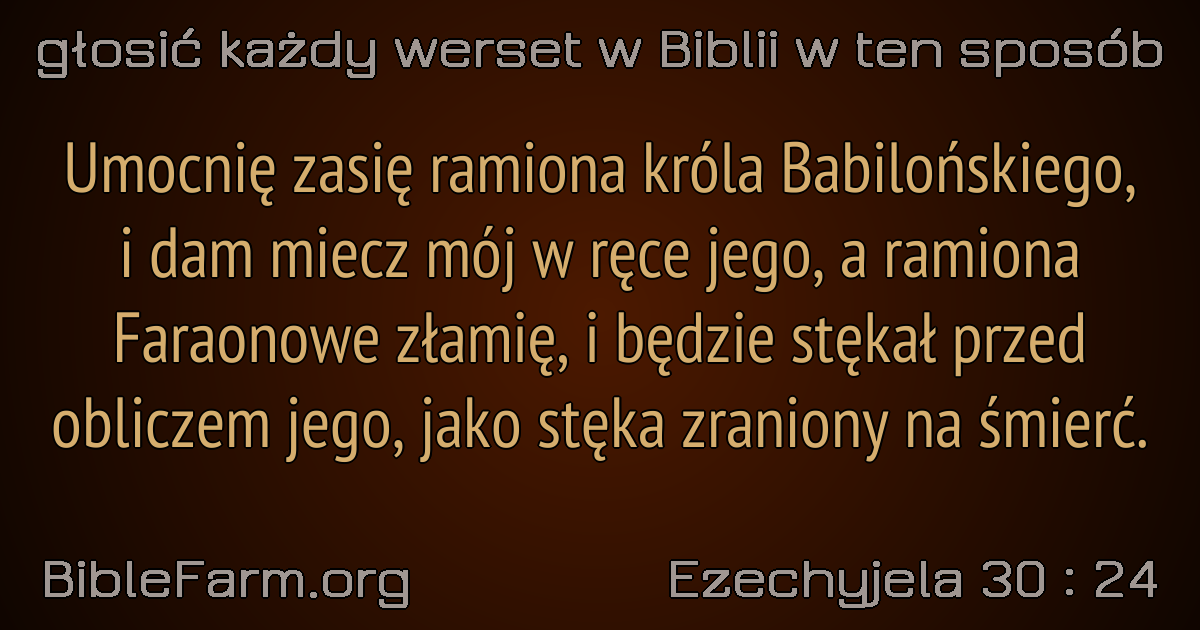 głosić każdy werset w Biblii w ten sposób
Umocnię zasię ramiona króla Babilońskiego,
i dam miecz mój w ręce jego, a ramiona
Faraonowe złamię, i będzie stękał przed
obliczem jego, jako stęka zraniony na śmierć.
BibleFarm.org
Ezechyjela 30 : 24